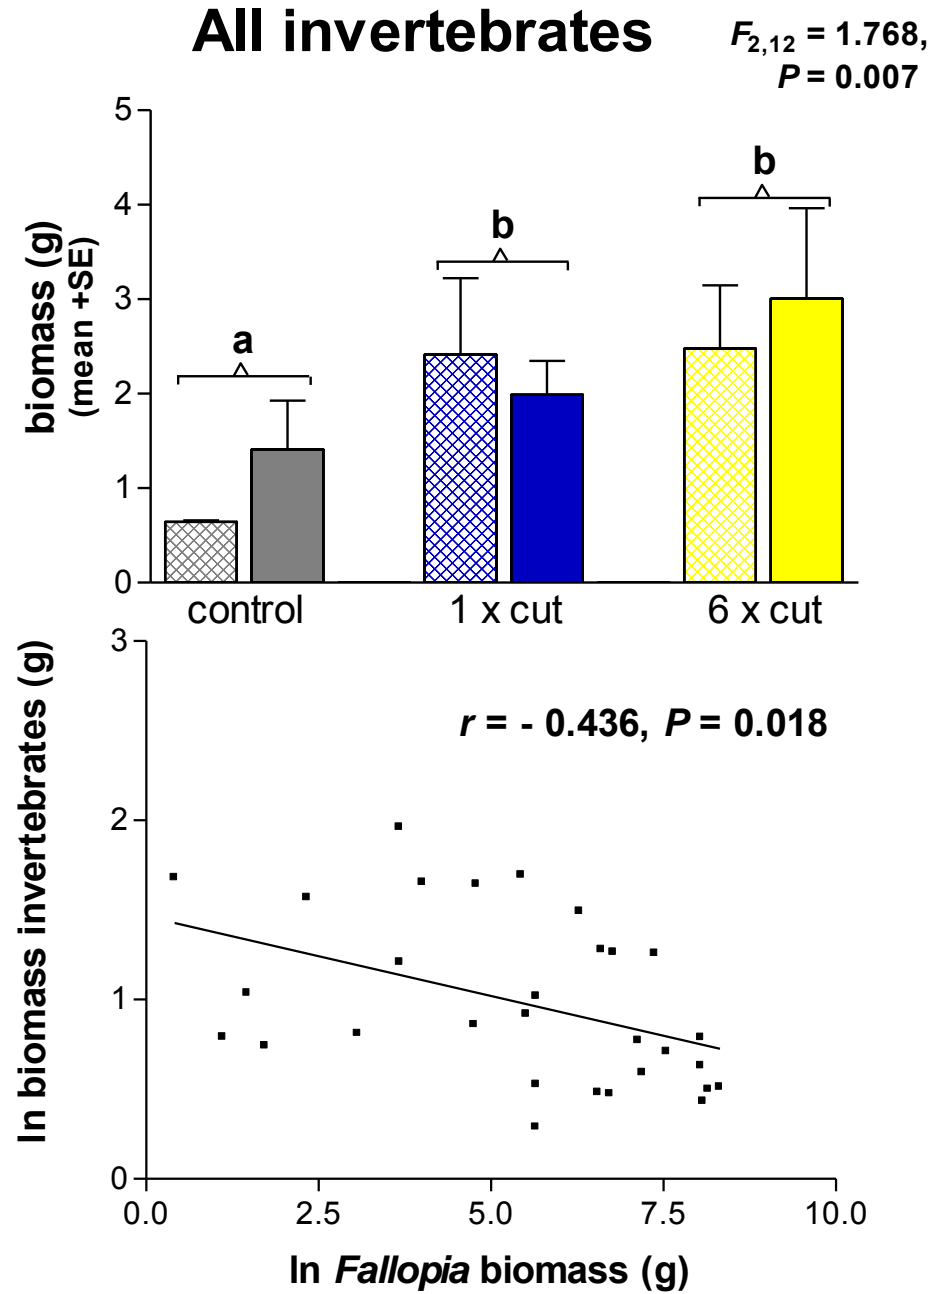 All invertebrates
F2,12 = 1.768,
P = 0.007
biomass (g)
(mean +SE)
5
4
3
2
1
0
a
b
b
control
1 x cut
6 x cut
ln biomass invertebrates (g)
3
2
1
0
r = - 0.436, P = 0.018
0.0
2.5
5.0
7.5
10.0
ln Fallopia biomass (g)